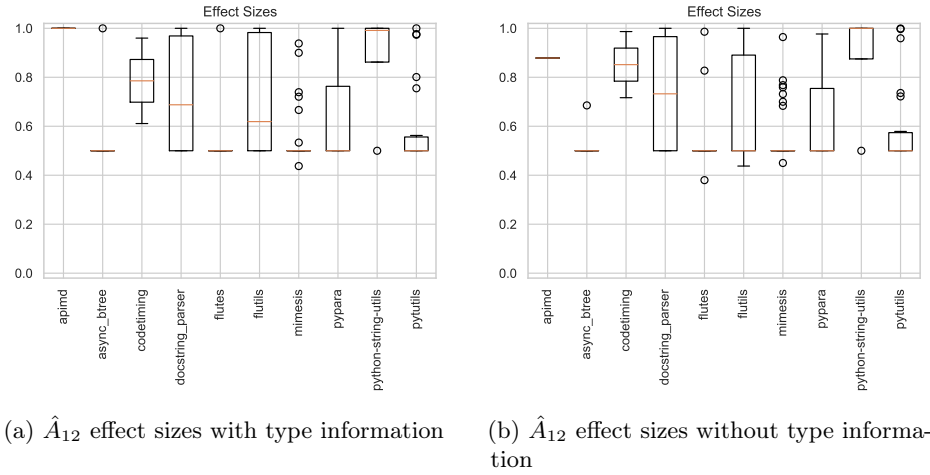 Effect Sizes
1.0
0.8
0.6
0.4
0.2
0.0
apimd
async_btree
codetiming
docstring_parser
flutes
flutils
mimesis
pypara
python-string-utils
pytutils
(a) Â₁₂ effect sizes with type information
Effect Sizes
1.0
0.8
0.6
0.4
0.2
0.0
apimd
async_btree
codetiming
docstring_parser
flutes
flutils
mimesis
pypara
python-string-utils
pytutils
(b) Â₁₂ effect sizes without type informa-
tion